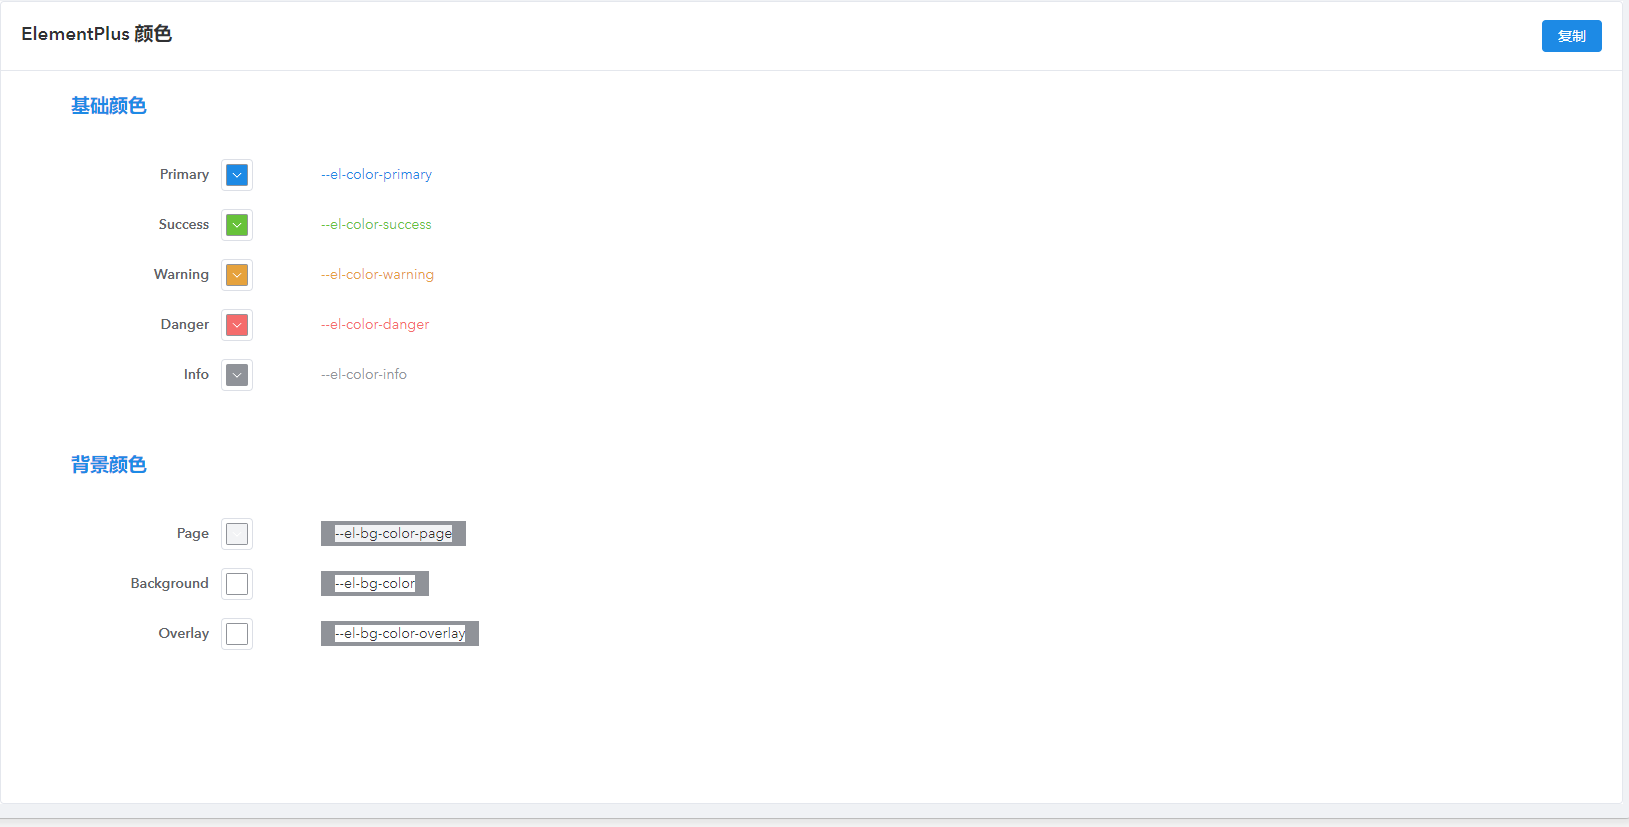 ElementPlus 颜色
复制
基础颜色
Primary --el-color-primary
Success --el-color-success
Warning --el-color-warning
Danger --el-color-danger
Info --el-color-info
背景颜色
Page --el-bg-color-page
Background --el-bg-color
Overlay --el-bg-color-overlay